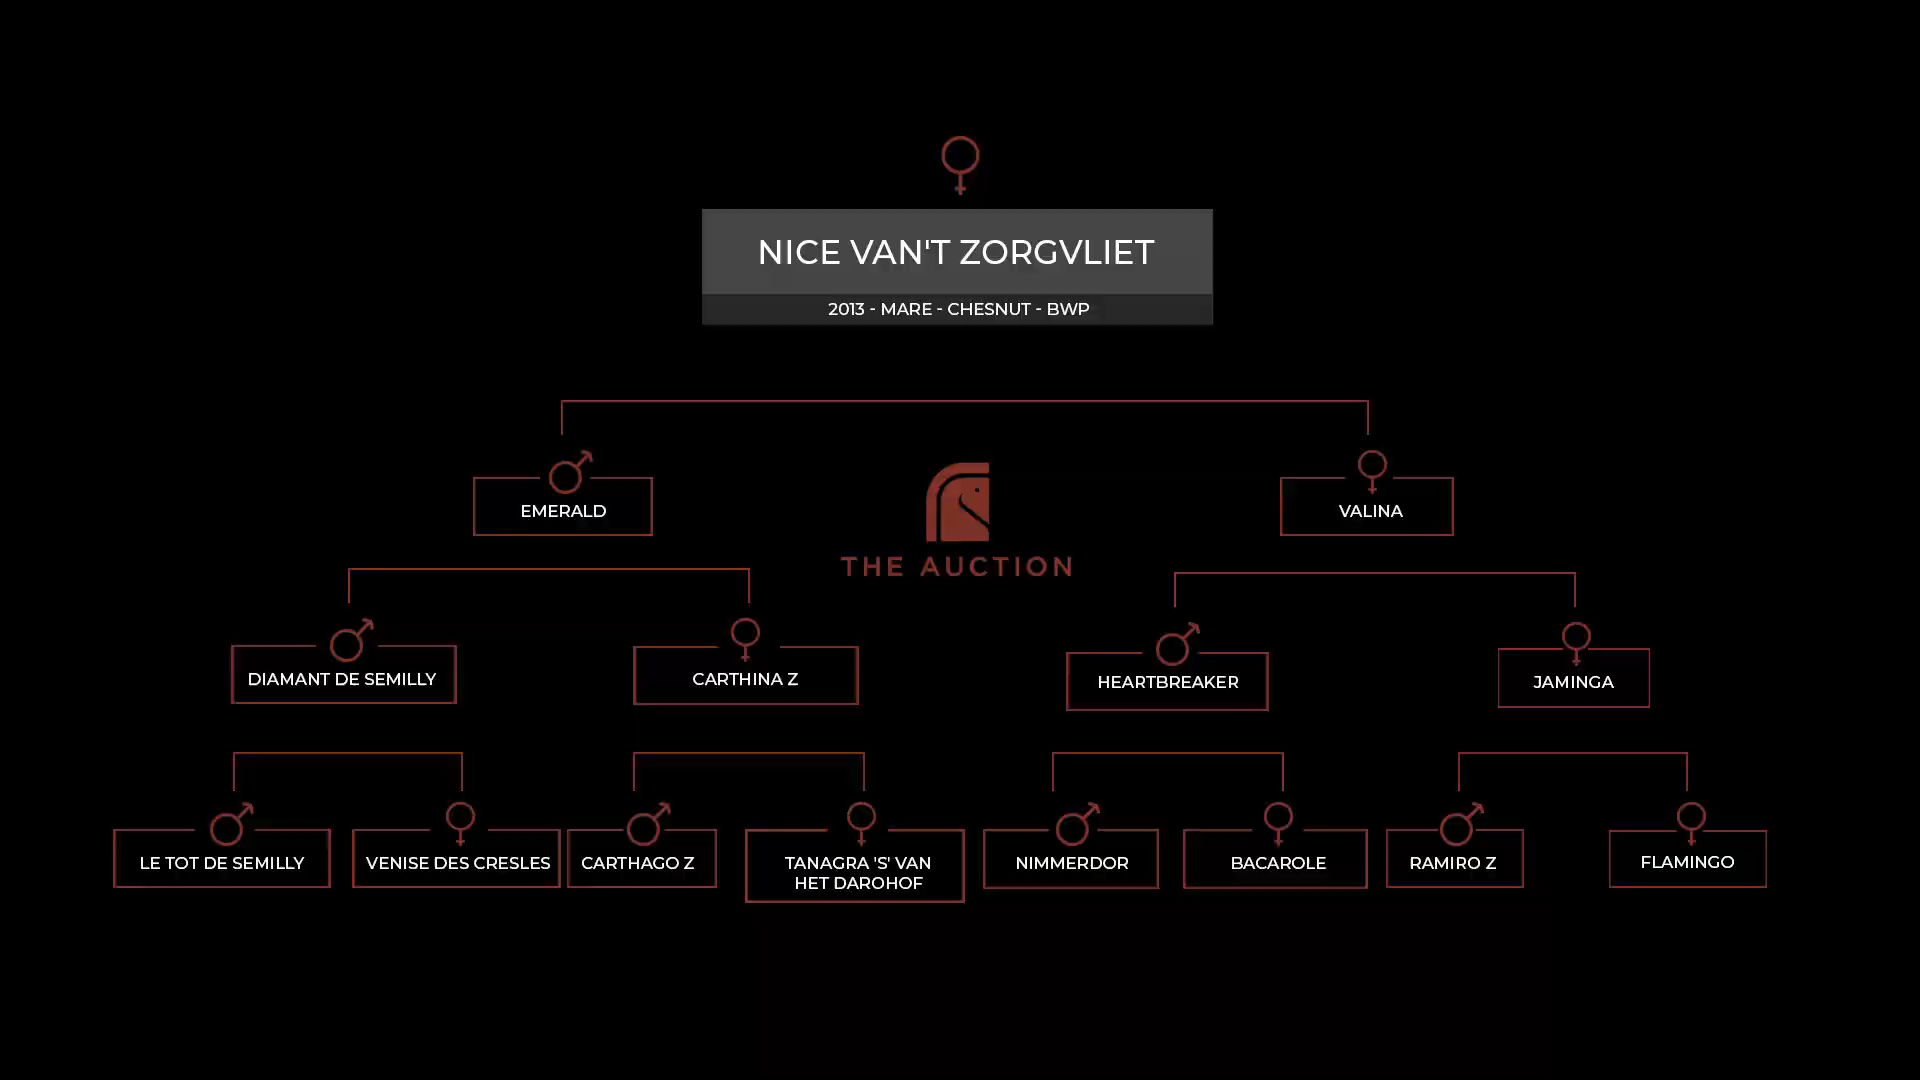 NICE VAN'T ZORGVLIET
2013 - MARE - CHESNUT - BWP
EMERALD
VALINA
THE AUCTION
DIAMANT DE SEMILLY
CARTHINA Z
HEARTBREAKER
JAMINGA
LE TOT DE SEMILLY
VENISE DES CRESLES
CARTHAGO Z
TANAGRA 'S' VAN
HET DAROHOF
NIMMERDOR
BACAROLE
RAMIRO Z
FLAMINGO